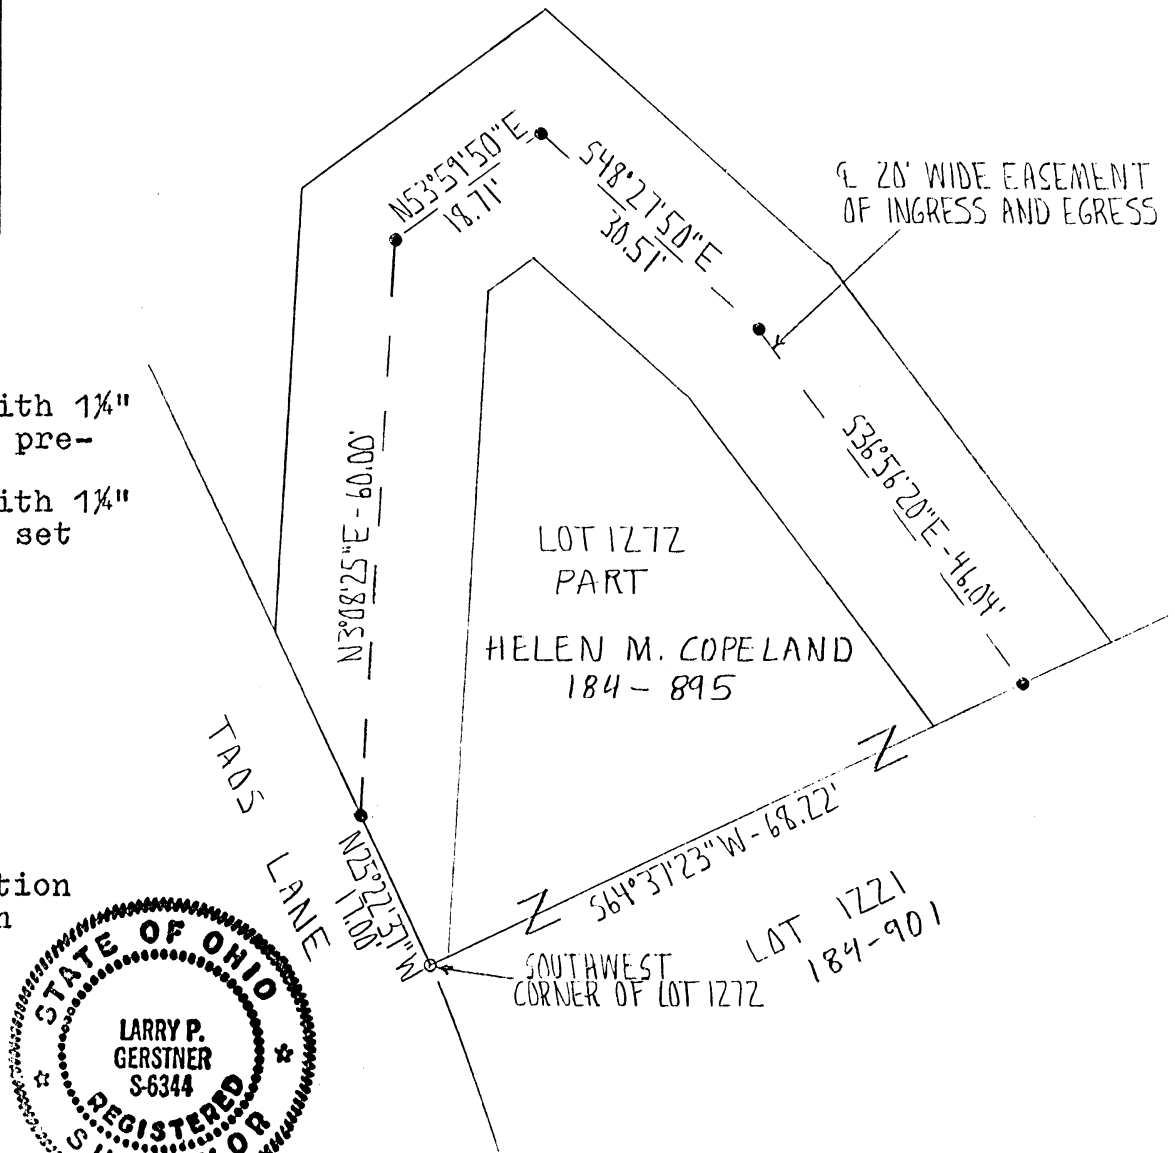 N53°59'50"E
18.71'
S48°27'50"E
30.51'
℄ 20' WIDE EASEMENT
OF INGRESS AND EGRESS
ith 1¼"
pre-
ith 1¼"
set
N3°08'25"E - 60.00'
S36°56'20"E - 46.04'
LOT 1272
PART
HELEN M. COPELAND
184 - 895
TAOS LANE
N25°22'37"W
17.00'
S64°37'23"W - 68.22'
LOT 1221
184-901
SOUTHWEST
CORNER OF LOT 1272
tion
n
STATE OF OHIO
LARRY P.
GERSTNER
S-6344
REGISTERED